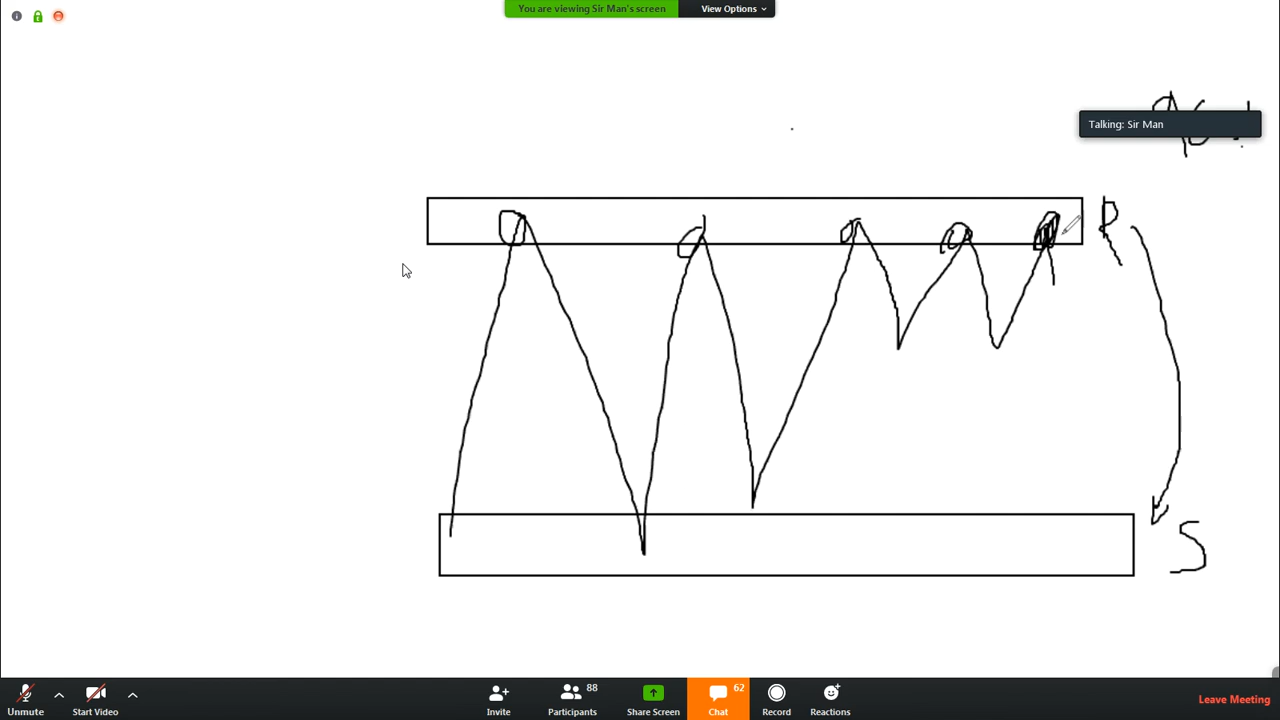 You are viewing Sir Man's screen View Options
Talking: Sir Man
R
S
88 62
Unmute Start Video Invite Participants Share Screen Chat Record Reactions Leave Meeting